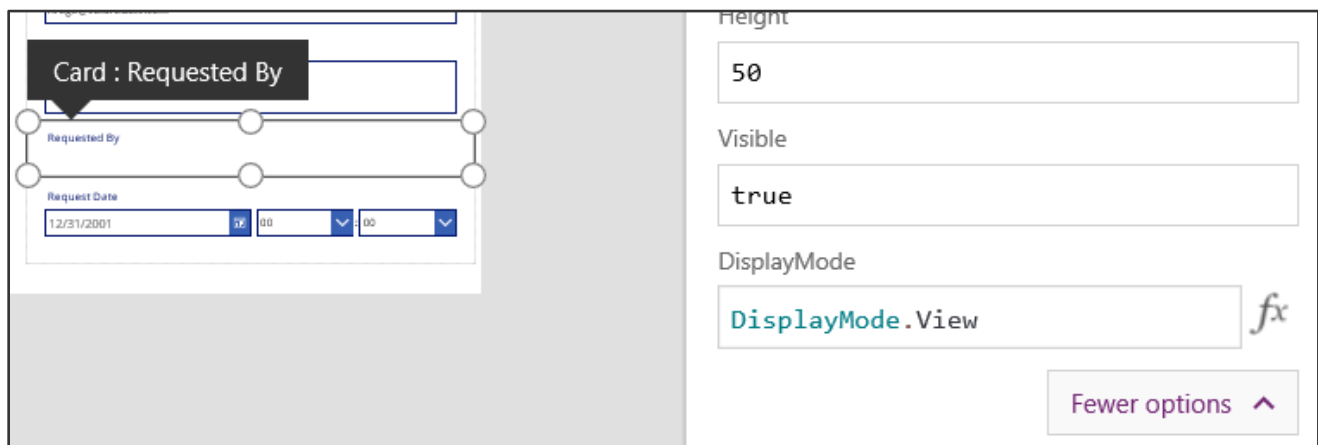 Card : Requested By
Requested By
Request Date
12/31/2001
00
: 00
Height
50
Visible
true
DisplayMode
DisplayMode.View
fx
Fewer options